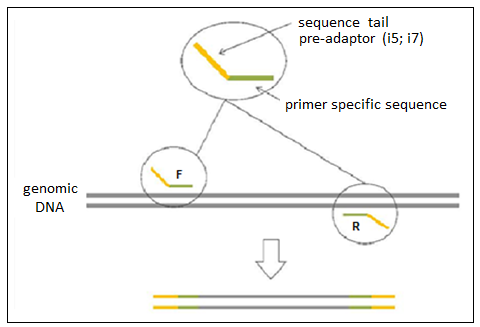 sequence tail
pre-adaptor (i5; i7)
primer specific sequence
F
genomic
DNA
R